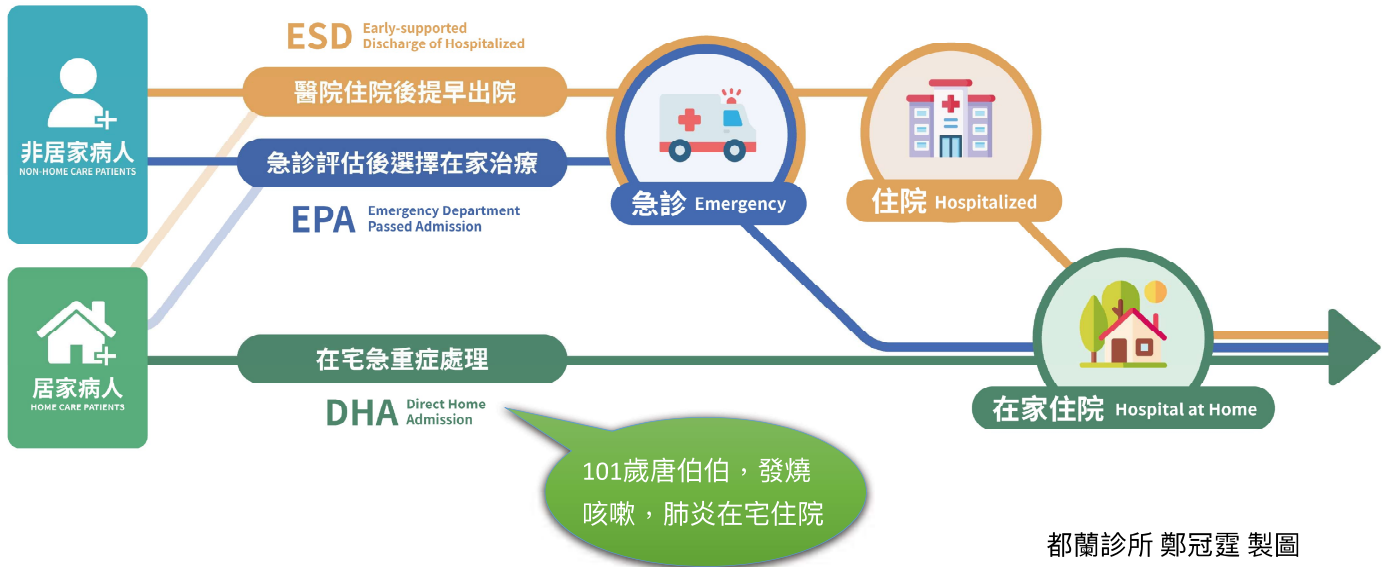 ESD Early-supported
Discharge of Hospitalized
醫院住院後提早出院
非居家病人
NON-HOME CARE PATIENTS
急診評估後選擇在家治療
EPA Emergency Department
Passed Admission
急診 Emergency
住院 Hospitalized
居家病人
HOME CARE PATIENTS
在宅急重症處理
DHA Direct Home
Admission
在家住院 Hospital at Home
101歲唐伯伯，發燒
咳嗽，肺炎在宅住院
都蘭診所 鄭冠霆 製圖